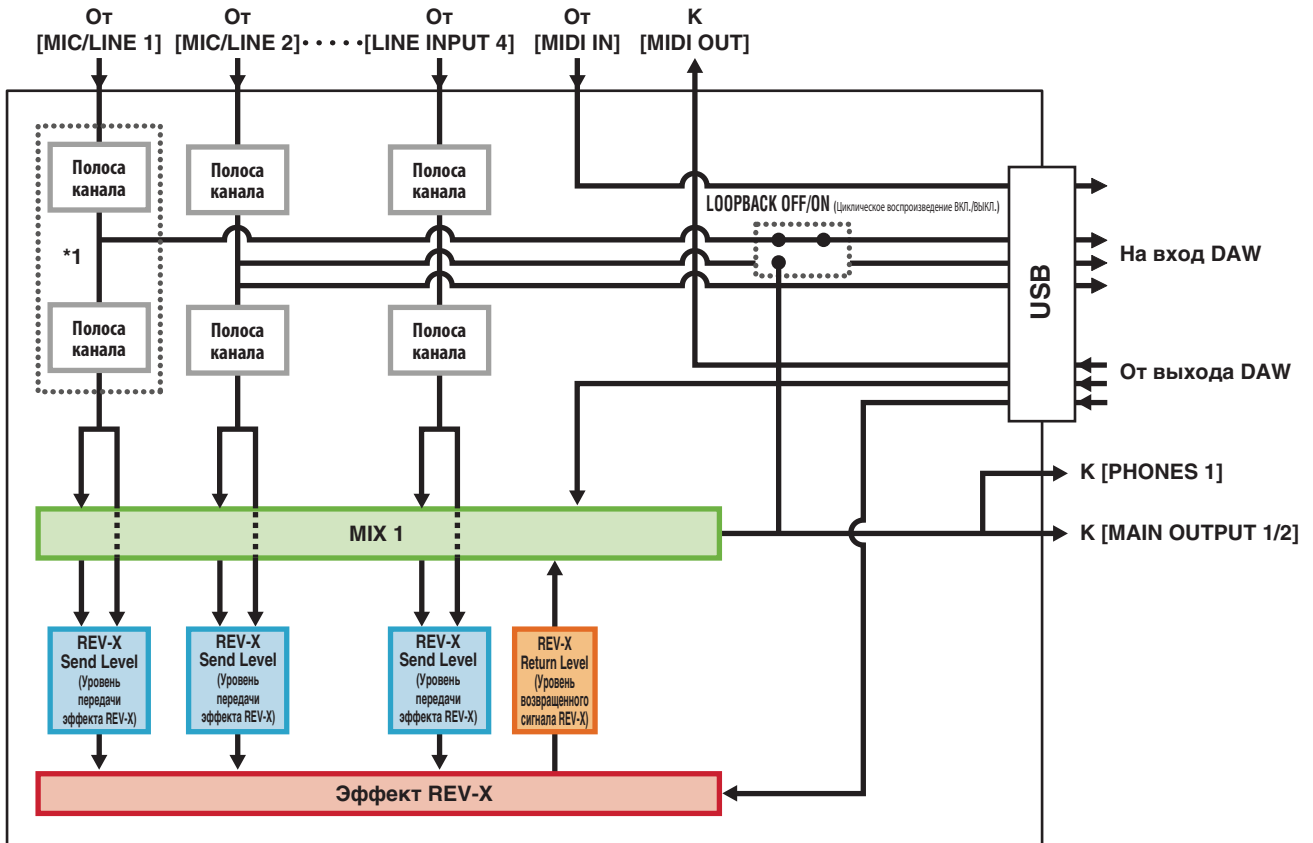 От
[MIC/LINE 1]
От
[MIC/LINE 2]
· · · · ·
[LINE INPUT 4]
От
[MIDI IN]
К
[MIDI OUT]
Полоса
канала
Полоса
канала
Полоса
канала
LOOPBACK OFF/ON (Циклическое воспроизведение ВКЛ./ВЫКЛ.)
*1
USB
На вход DAW
Полоса
канала
Полоса
канала
Полоса
канала
От выхода DAW
К [PHONES 1]
MIX 1
К [MAIN OUTPUT 1/2]
REV-X
Send Level
(Уровень
передачи
эффекта REV-X)
REV-X
Send Level
(Уровень
передачи
эффекта REV-X)
REV-X
Send Level
(Уровень
передачи
эффекта REV-X)
REV-X
Return Level
(Уровень
возвращенного
сигнала REV-X)
Эффект REV-X